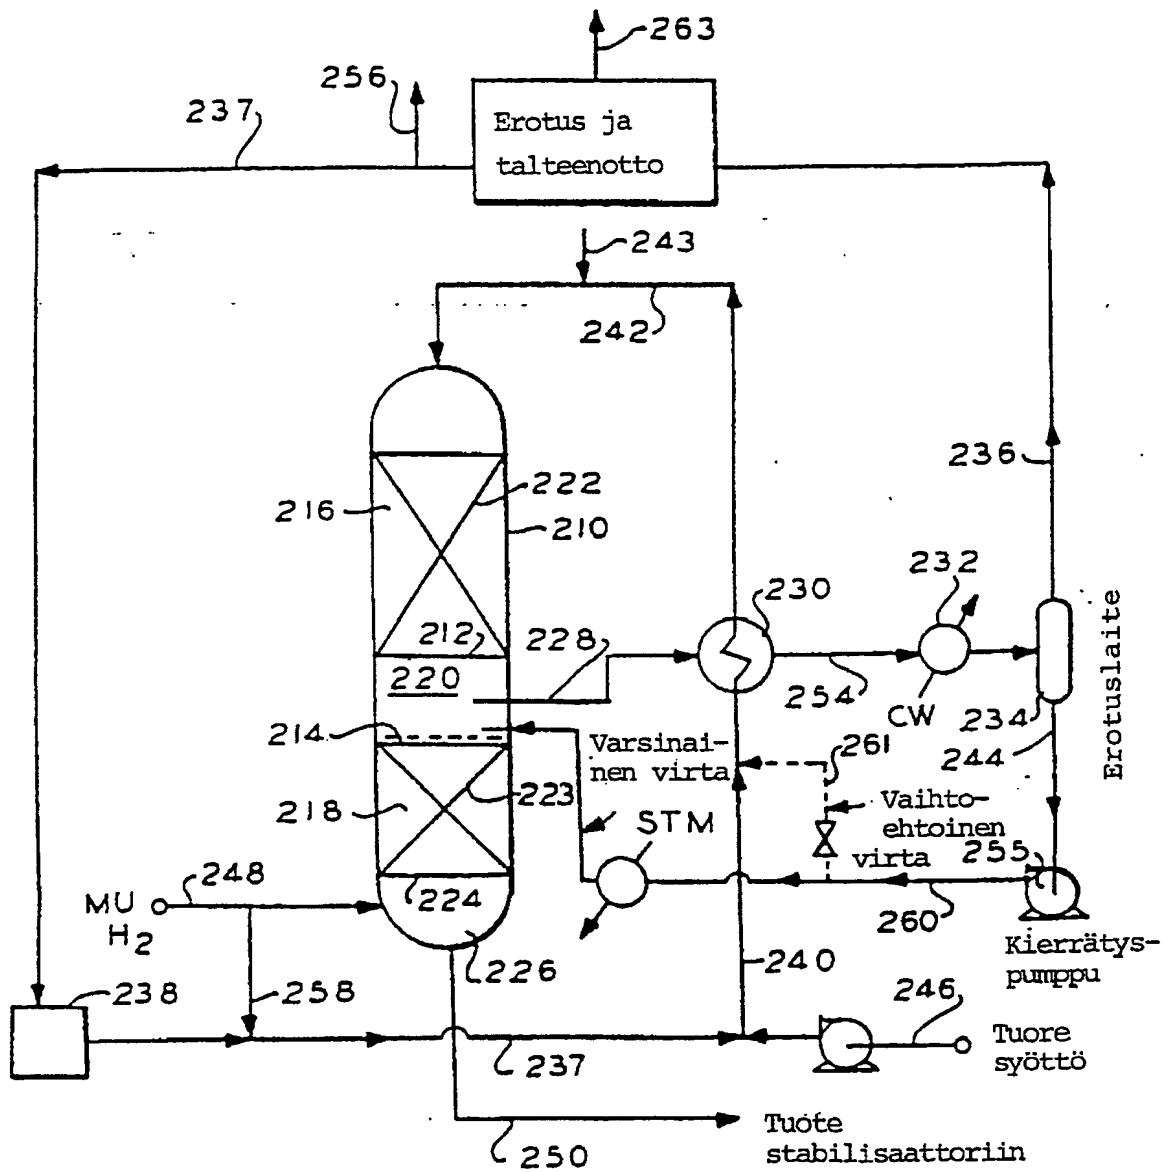 263
256
237
Erotus ja
talteenotto
243
242
236
222
216
210
232
230
212
228
220
254
CW
234
214
Varsinai-
nen virta
261
244
Erotuslaite
223
218
STM
Vaihto-
ehtoinen
virta
255
248
224
MU
H2
260
226
Kierrätys-
pumppu
240
238
258
246
237
Tuore
syöttö
250
Tuote
stabilisaattoriin